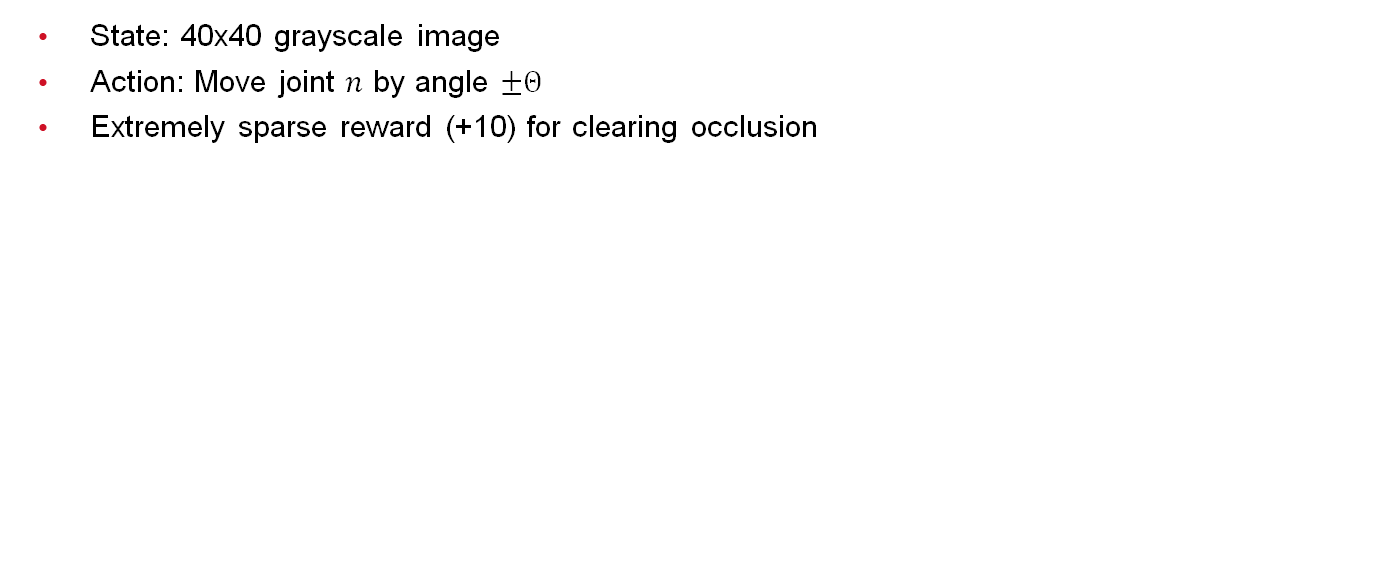 • State: 40x40 grayscale image
• Action: Move joint n by angle ±Θ
• Extremely sparse reward (+10) for clearing occlusion